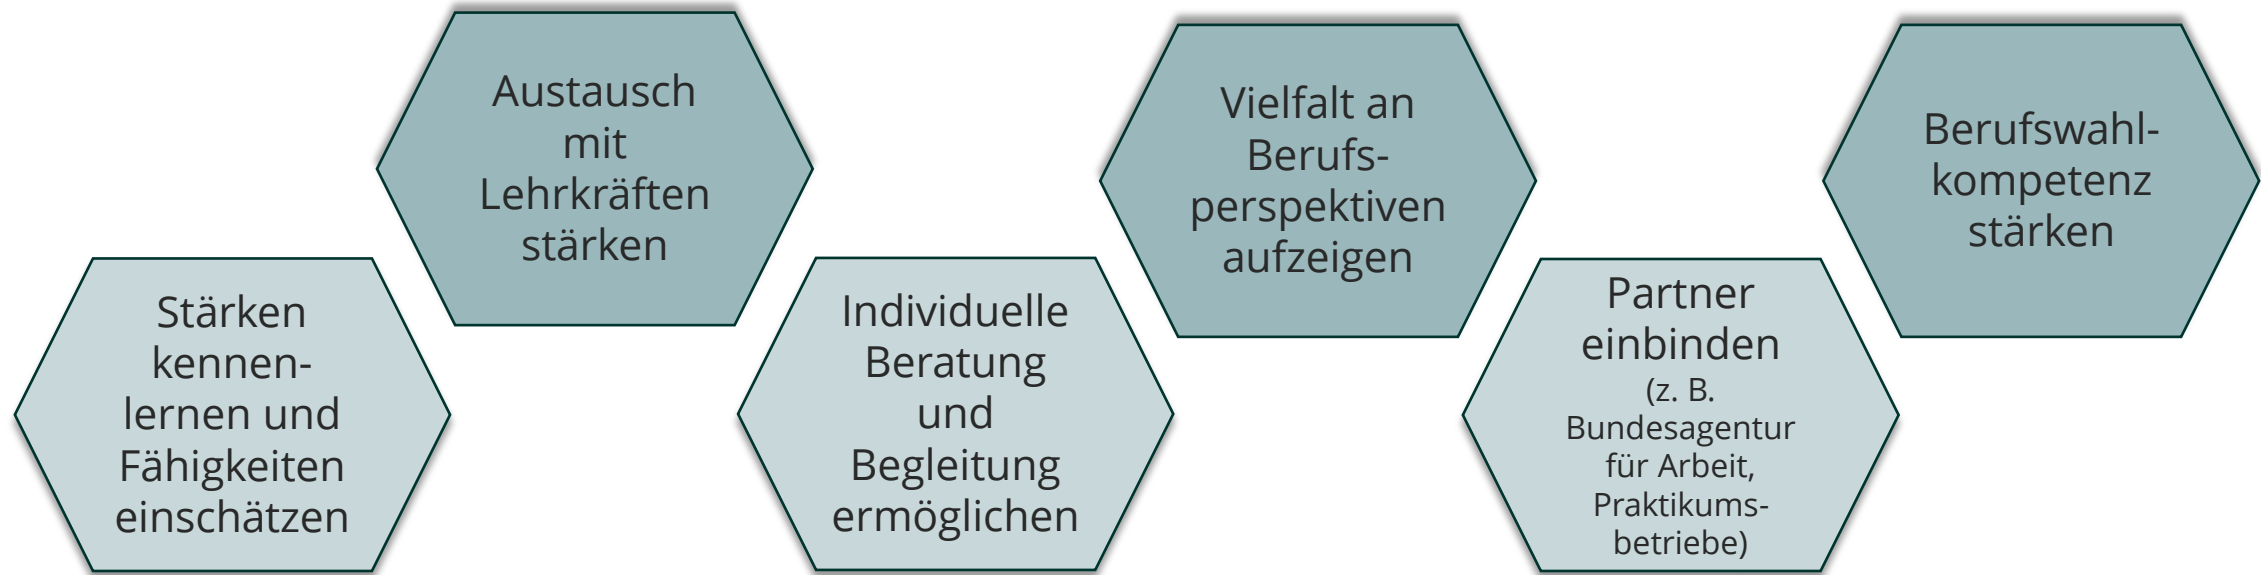 Stärken
kennen-
lernen und
Fähigkeiten
einschätzen
Austausch
mit
Lehrkräften
stärken
Individuelle
Beratung
und
Begleitung
ermöglichen
Vielfalt an
Berufs-
perspektiven
aufzeigen
Partner
einbinden
(z. B.
Bundesagentur
für Arbeit,
Praktikums-
betriebe)
Berufswahl-
kompetenz
stärken